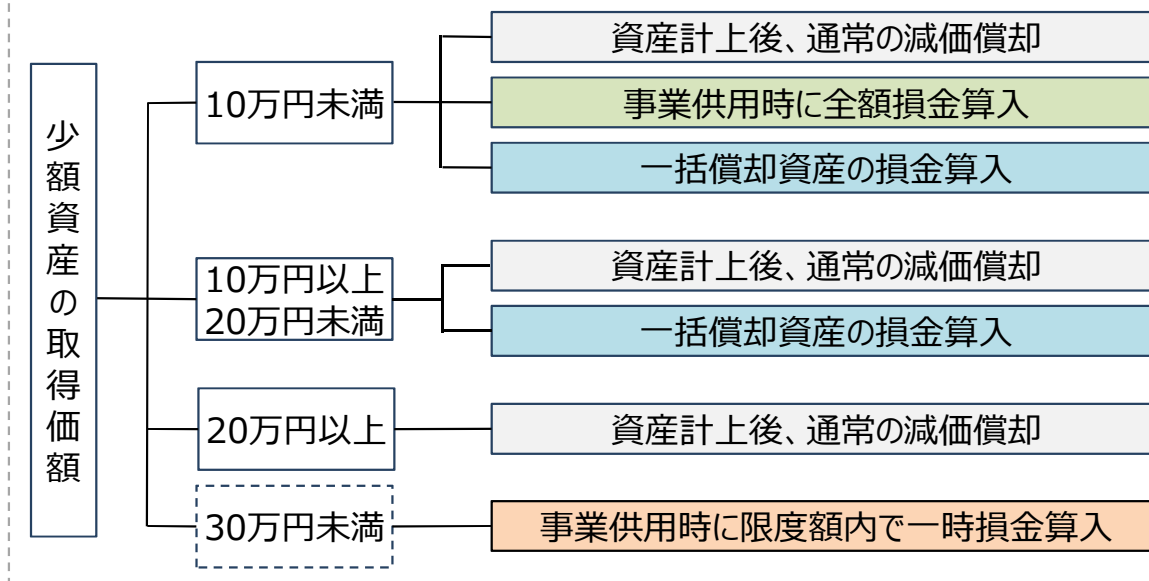 少額資産の取得価額
10万円未満
資産計上後、通常の減価償却
事業供用時に全額損金算入
一括償却資産の損金算入
10万円以上
20万円未満
資産計上後、通常の減価償却
一括償却資産の損金算入
20万円以上
資産計上後、通常の減価償却
30万円未満
事業供用時に限度額内で一時損金算入